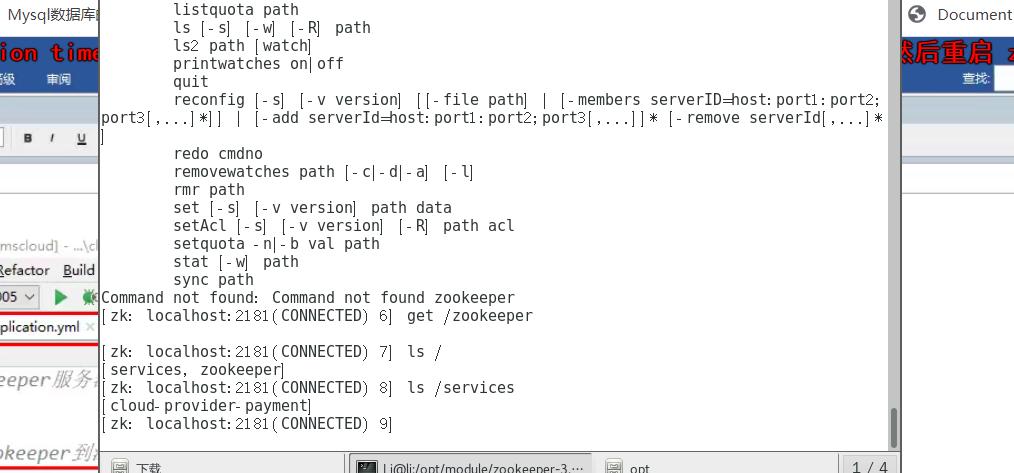 Mysql数据库
Document
ion time
然后重启 z
审阅
查找:
B I U
mscloud] - ...\cl
Refactor Build
005
plication.yml ×
eeper服务
okeeper到
listquota path
ls [-s] [-w] [-R] path
ls2 path [watch]
printwatches on|off
quit
reconfig [-s] [-v version] [[-file path] | [-members serverID=host:port1:port2;
port3[,...]*]] | [-add serverId=host:port1:port2;port3[,...]]* [-remove serverId[,...]*
]
redo cmdno
removewatches path [-c|-d|-a] [-l]
rmr path
set [-s] [-v version] path data
setAcl [-s] [-v version] [-R] path acl
setquota -n|-b val path
stat [-w] path
sync path
Command not found: Command not found zookeeper
[zk: localhost:2181(CONNECTED) 6] get /zookeeper
[zk: localhost:2181(CONNECTED) 7] ls /
[services, zookeeper]
[zk: localhost:2181(CONNECTED) 8] ls /services
[cloud-provider-payment]
[zk: localhost:2181(CONNECTED) 9]
下载
Li@li:/opt/module/zookeeper-3.…
opt
1 / 4